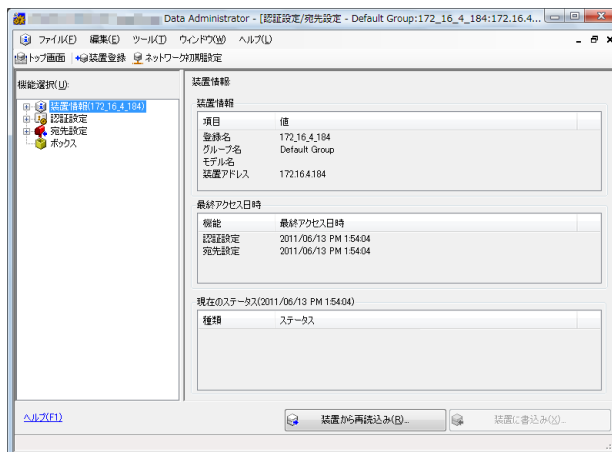 Data Administrator - [認証設定/宛先設定 - Default Group:172_16_4_184:172.16.4...
ファイル(F) 編集(E) ツール(T) ウィンドウ(W) ヘルプ(L)
トップ画面 装置登録 ネットワーク初期設定
機能選択(U):
装置情報(172_16_4_184)
認証設定
宛先設定
ボックス
装置情報
装置情報
項目 値
登録名 172_16_4_184
グループ名 Default Group
モデル名
装置アドレス 172.16.4.184
最終アクセス日時
機能 最終アクセス日時
認証設定 2011/06/13 PM 1:54:04
宛先設定 2011/06/13 PM 1:54:04
現在のステータス(2011/06/13 PM 1:54:04)
種類 ステータス
ヘルプ(F1)
装置から再読込み(R)...
装置に書込み(X)...